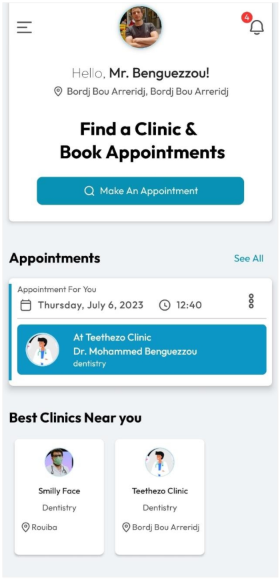 4
Hello, Mr. Benguezzou!
Bordj Bou Arreridj, Bordj Bou Arreridj
Find a Clinic &
Book Appointments
Make An Appointment
Appointments
See All
Appointment For You
Thursday, July 6, 2023
12:40
At Teethezo Clinic
Dr. Mohammed Benguezzou
dentistry
Best Clinics Near you
Smilly Face
Dentistry
Rouiba
Teethezo Clinic
Dentistry
Bordj Bou Arreridj